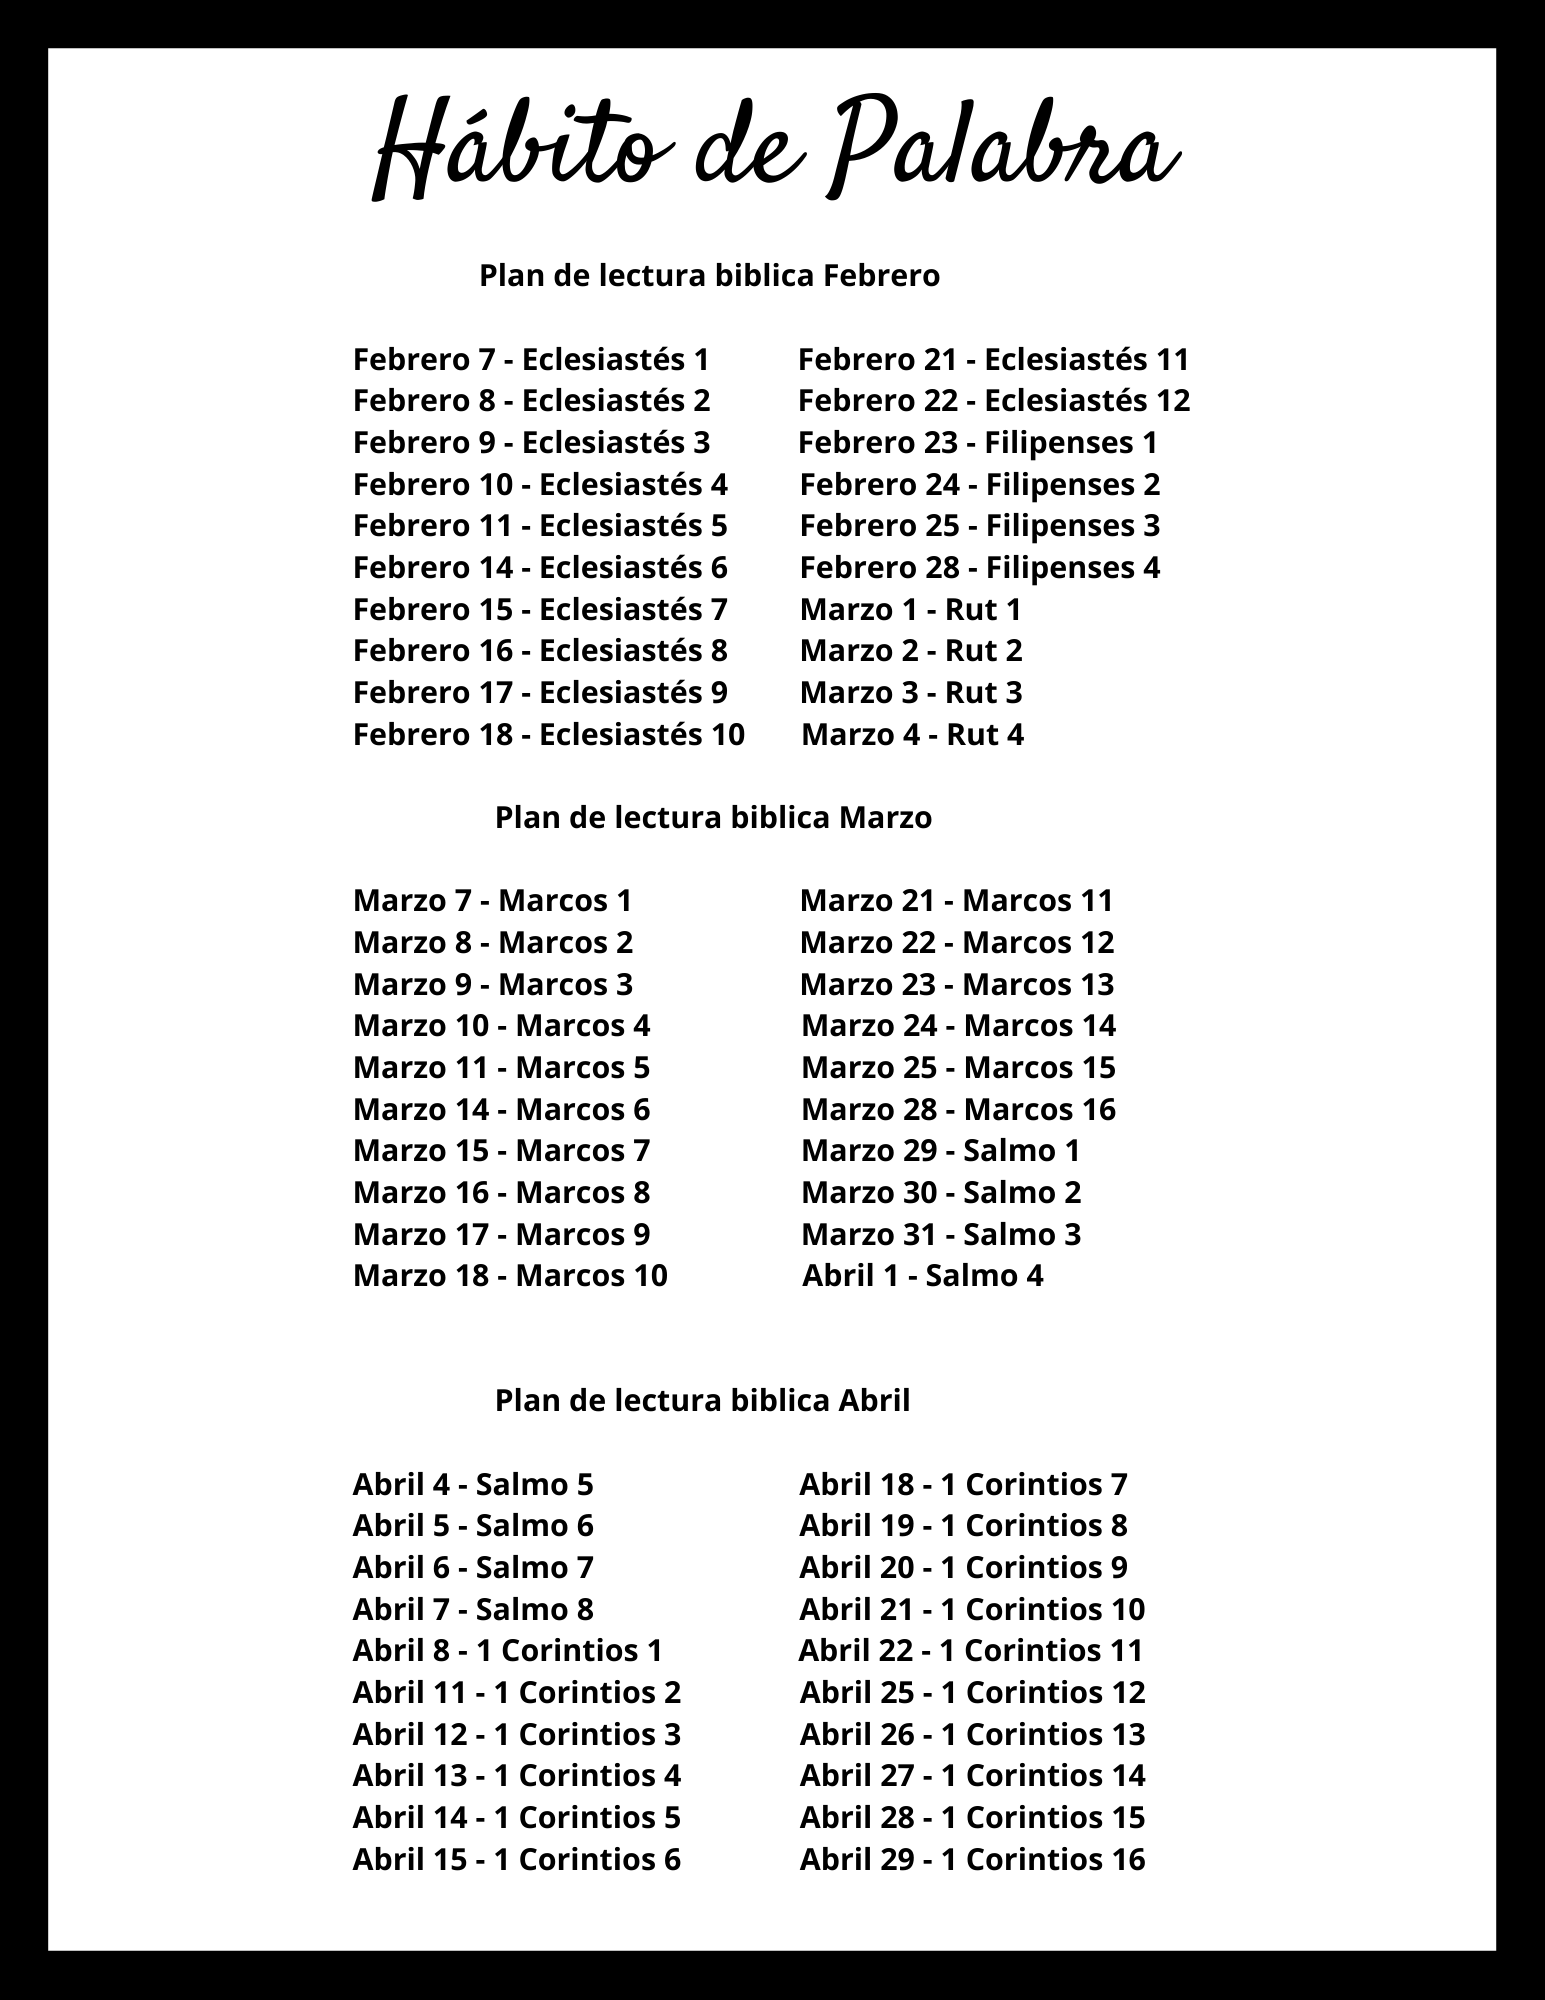 Hábito de Palabra
Plan de lectura biblica Febrero
Febrero 7 - Eclesiastés 1
Febrero 8 - Eclesiastés 2
Febrero 9 - Eclesiastés 3
Febrero 10 - Eclesiastés 4
Febrero 11 - Eclesiastés 5
Febrero 14 - Eclesiastés 6
Febrero 15 - Eclesiastés 7
Febrero 16 - Eclesiastés 8
Febrero 17 - Eclesiastés 9
Febrero 18 - Eclesiastés 10
Febrero 21 - Eclesiastés 11
Febrero 22 - Eclesiastés 12
Febrero 23 - Filipenses 1
Febrero 24 - Filipenses 2
Febrero 25 - Filipenses 3
Febrero 28 - Filipenses 4
Marzo 1 - Rut 1
Marzo 2 - Rut 2
Marzo 3 - Rut 3
Marzo 4 - Rut 4
Plan de lectura biblica Marzo
Marzo 7 - Marcos 1
Marzo 8 - Marcos 2
Marzo 9 - Marcos 3
Marzo 10 - Marcos 4
Marzo 11 - Marcos 5
Marzo 14 - Marcos 6
Marzo 15 - Marcos 7
Marzo 16 - Marcos 8
Marzo 17 - Marcos 9
Marzo 18 - Marcos 10
Marzo 21 - Marcos 11
Marzo 22 - Marcos 12
Marzo 23 - Marcos 13
Marzo 24 - Marcos 14
Marzo 25 - Marcos 15
Marzo 28 - Marcos 16
Marzo 29 - Salmo 1
Marzo 30 - Salmo 2
Marzo 31 - Salmo 3
Abril 1 - Salmo 4
Plan de lectura biblica Abril
Abril 4 - Salmo 5
Abril 5 - Salmo 6
Abril 6 - Salmo 7
Abril 7 - Salmo 8
Abril 8 - 1 Corintios 1
Abril 11 - 1 Corintios 2
Abril 12 - 1 Corintios 3
Abril 13 - 1 Corintios 4
Abril 14 - 1 Corintios 5
Abril 15 - 1 Corintios 6
Abril 18 - 1 Corintios 7
Abril 19 - 1 Corintios 8
Abril 20 - 1 Corintios 9
Abril 21 - 1 Corintios 10
Abril 22 - 1 Corintios 11
Abril 25 - 1 Corintios 12
Abril 26 - 1 Corintios 13
Abril 27 - 1 Corintios 14
Abril 28 - 1 Corintios 15
Abril 29 - 1 Corintios 16